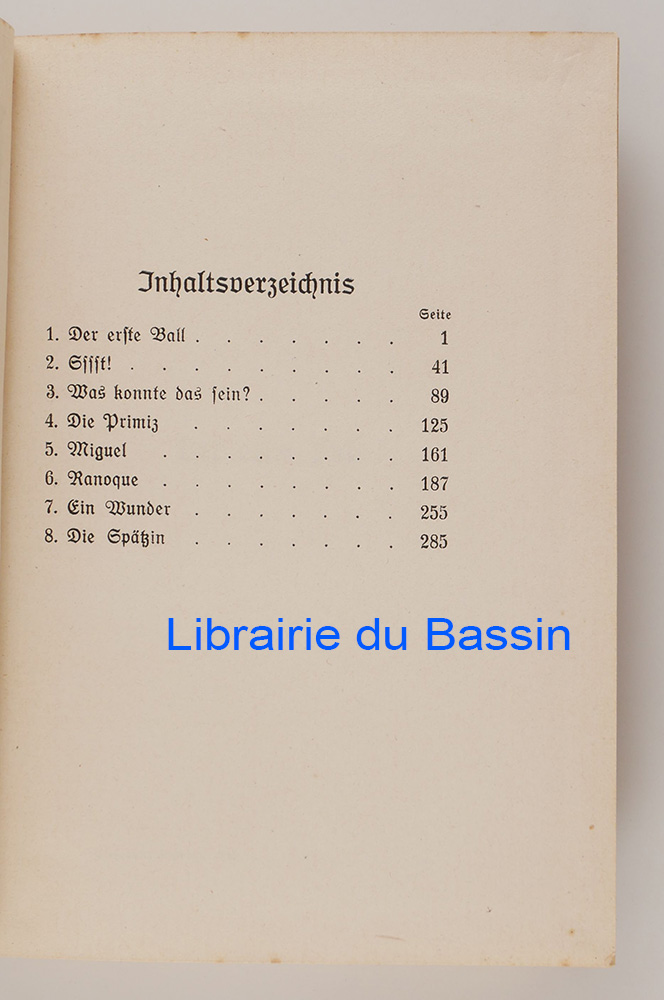 Inhaltsverzeichnis
Seite
1. Der erſte Ball . . . . . . . 1
2. Sſſſt! . . . . . . . . . 41
3. Was konnte das ſein? . . . . . 89
4. Die Primiz . . . . . . . 125
5. Miguel . . . . . . . . 161
6. Ranoque . . . . . . . . 187
7. Ein Wunder . . . . . . . 255
8. Die Spätzin . . . . . . . 285
Librairie du Bassin